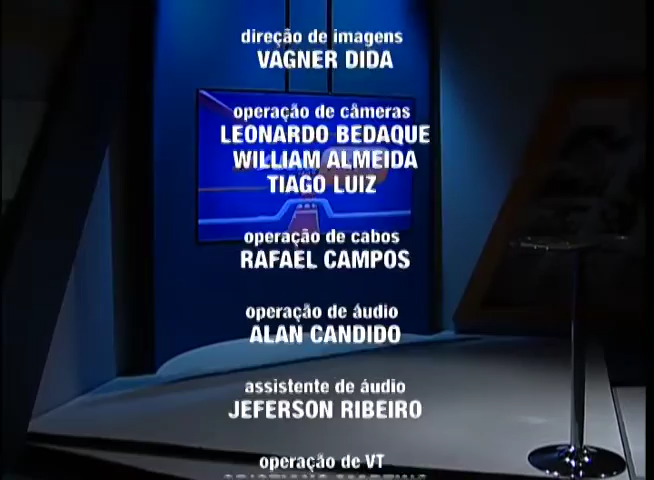 direção de imagens
VAGNER DIDA
operação de câmeras
LEONARDO BEDAQUE
WILLIAM ALMEIDA
TIAGO LUIZ
operação de cabos
RAFAEL CAMPOS
operação de áudio
ALAN CANDIDO
assistente de áudio
JEFERSON RIBEIRO
operação de VT